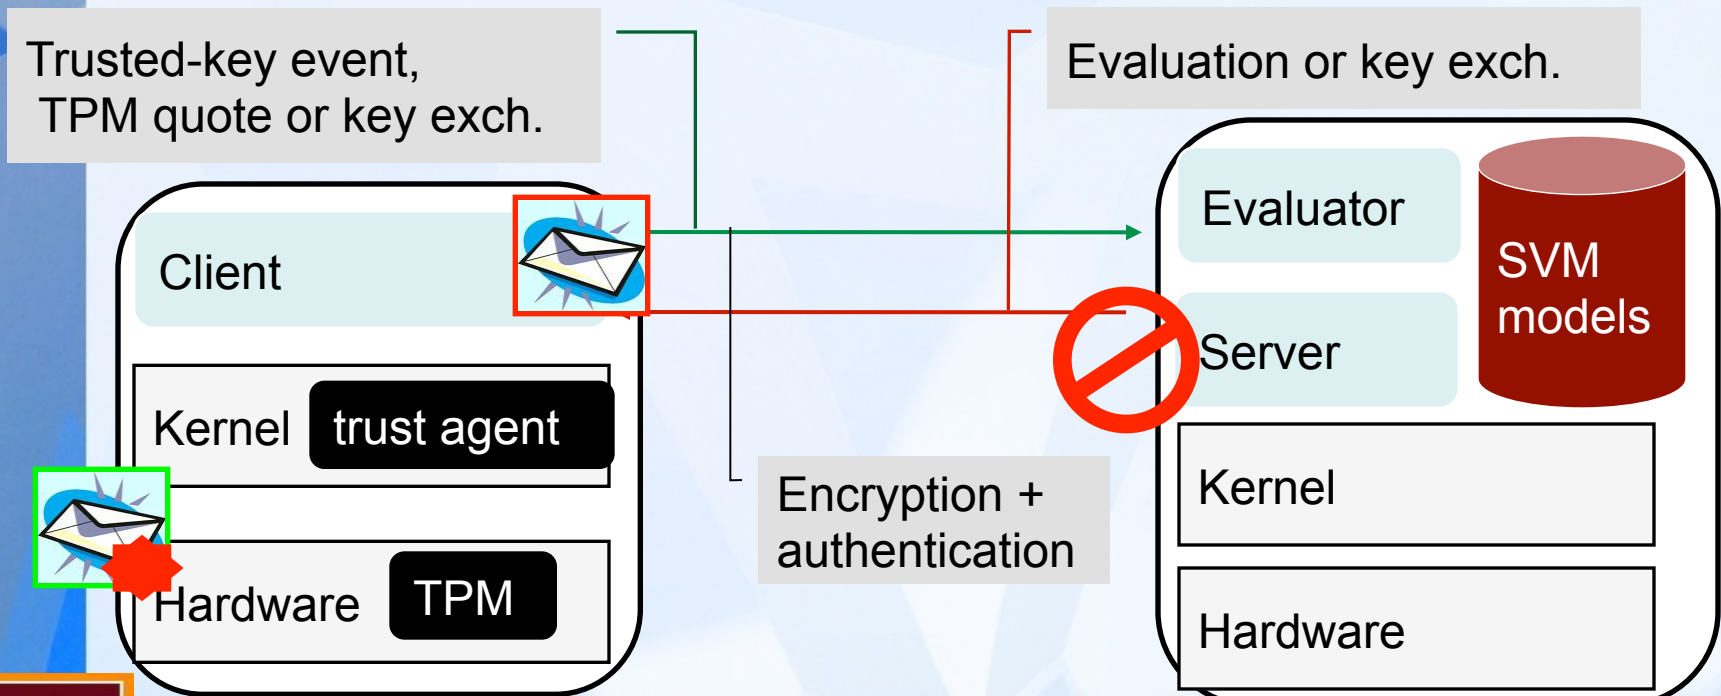 Trusted-key event,
TPM quote or key exch.
Evaluation or key exch.
Client
Kernel
trust agent
Hardware
TPM
Encryption +
authentication
Evaluator
Server
SVM
models
Kernel
Hardware